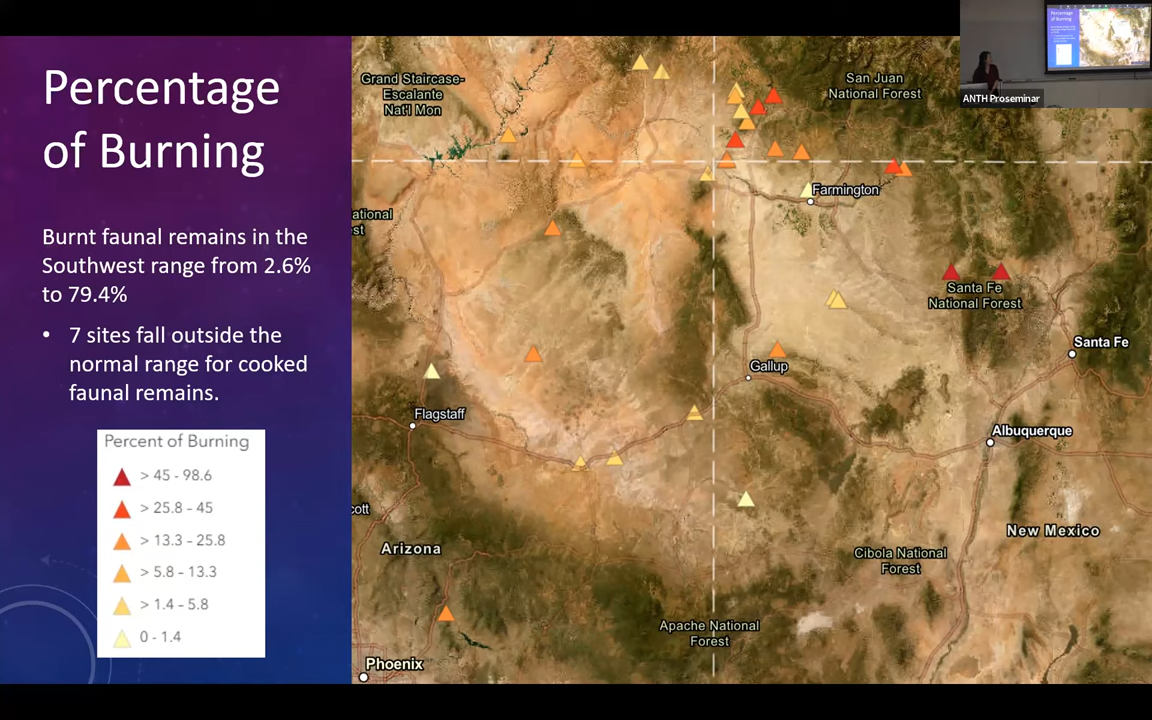 Percentage
of Burning
Burnt faunal remains in the
Southwest range from 2.6%
to 79.4%
• 7 sites fall outside the
normal range for cooked
faunal remains.
Percent of Burning
> 45 - 98.6
> 25.8 - 45
> 13.3 - 25.8
> 5.8 - 13.3
> 1.4 - 5.8
0 - 1.4
Grand Staircase-
Escalante
Nat'l Mon
San Juan
National Forest
ational
st
Farmington
Santa Fe
National Forest
Santa Fe
Gallup
Flagstaff
Albuquerque
cott
Arizona
New Mexico
Cibola National
Forest
Apache National
Forest
Phoenix
Percentage
of Burning
ANTH Proseminar